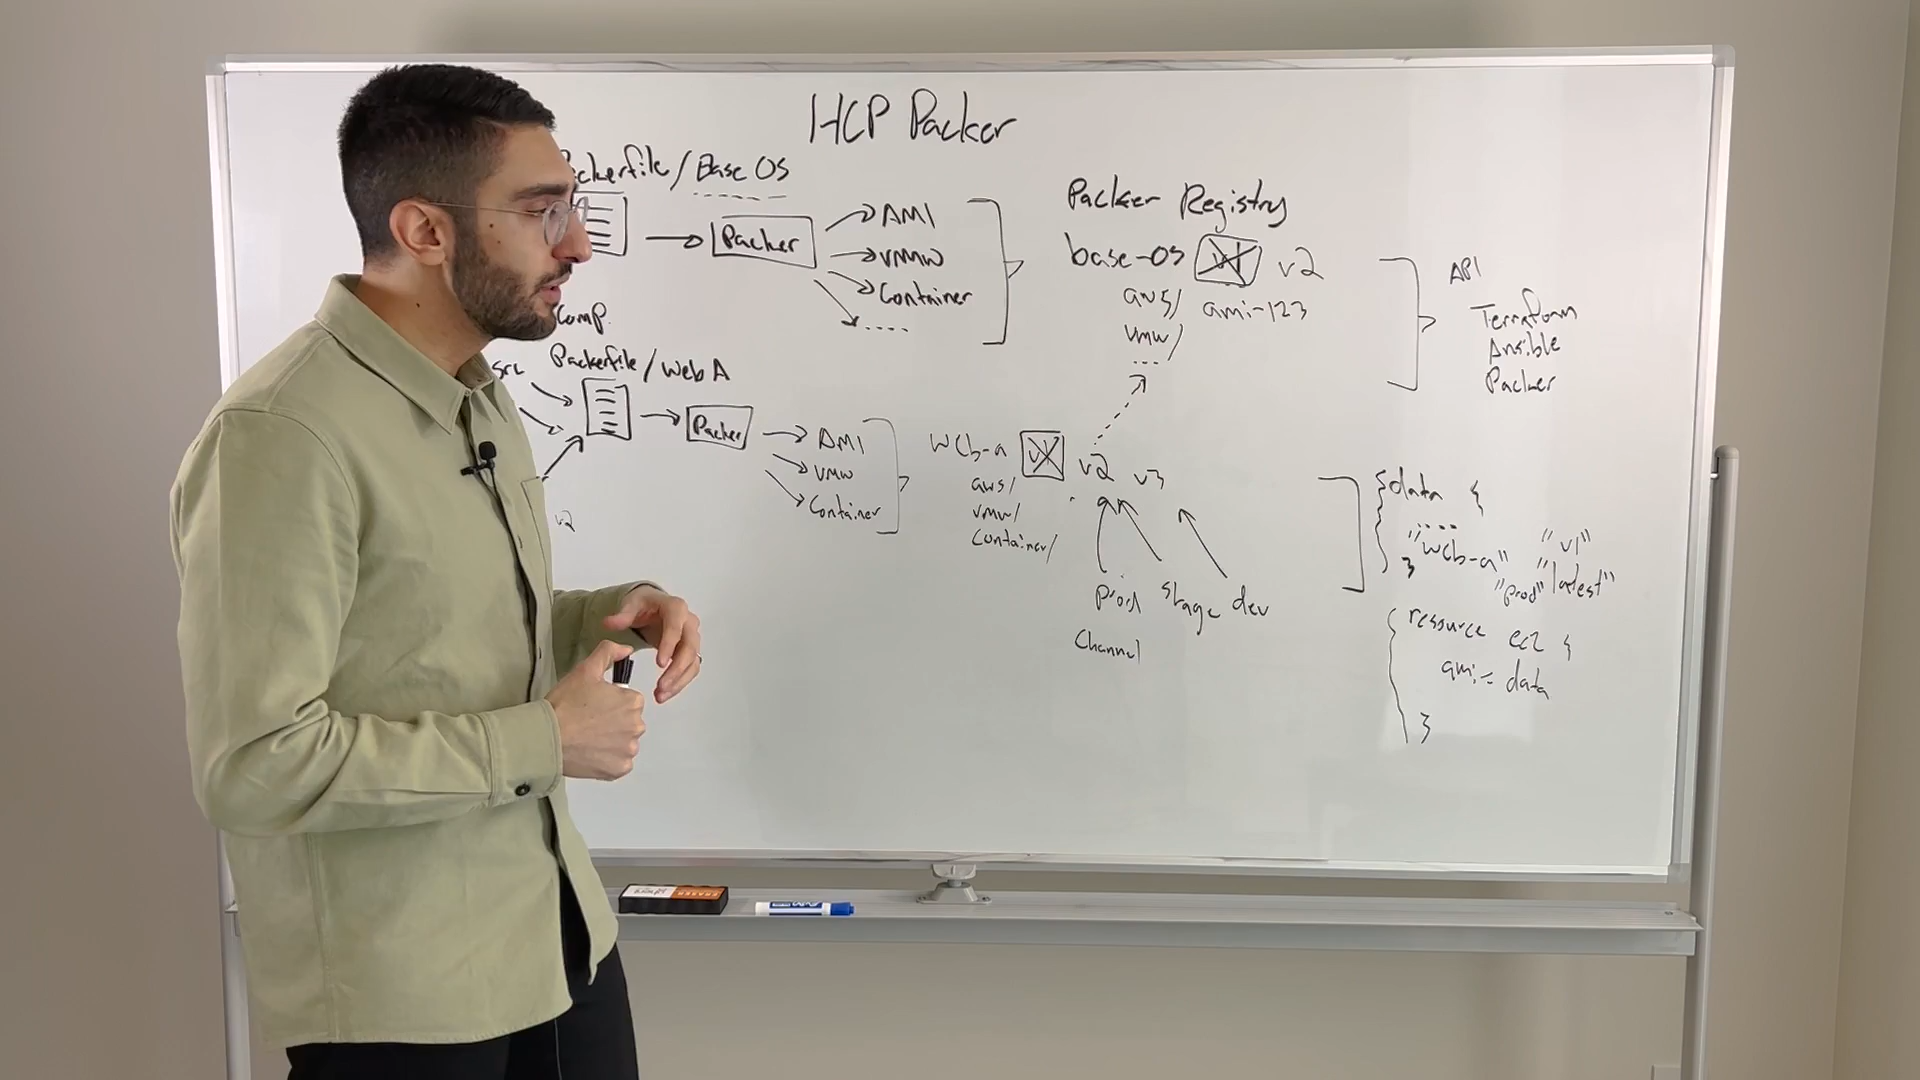 HCP Packer
ckerfile / Base OS
Packer
AMI
vmw
Container
....
Packer Registry
base-os v1 v2
aws/ ami-123
vmw/
...
API
Terraform
Ansible
Packer
Comp.
src
Packerfile / Web A
Packer
AMI
vmw
Container
v2
web-a v1 v2 v3
aws/
vmw/
container/
prod stage dev
Channel
data {
....
"web-a" "v1"
} "prod" "latest"
resource ec2 {
ami = data
}